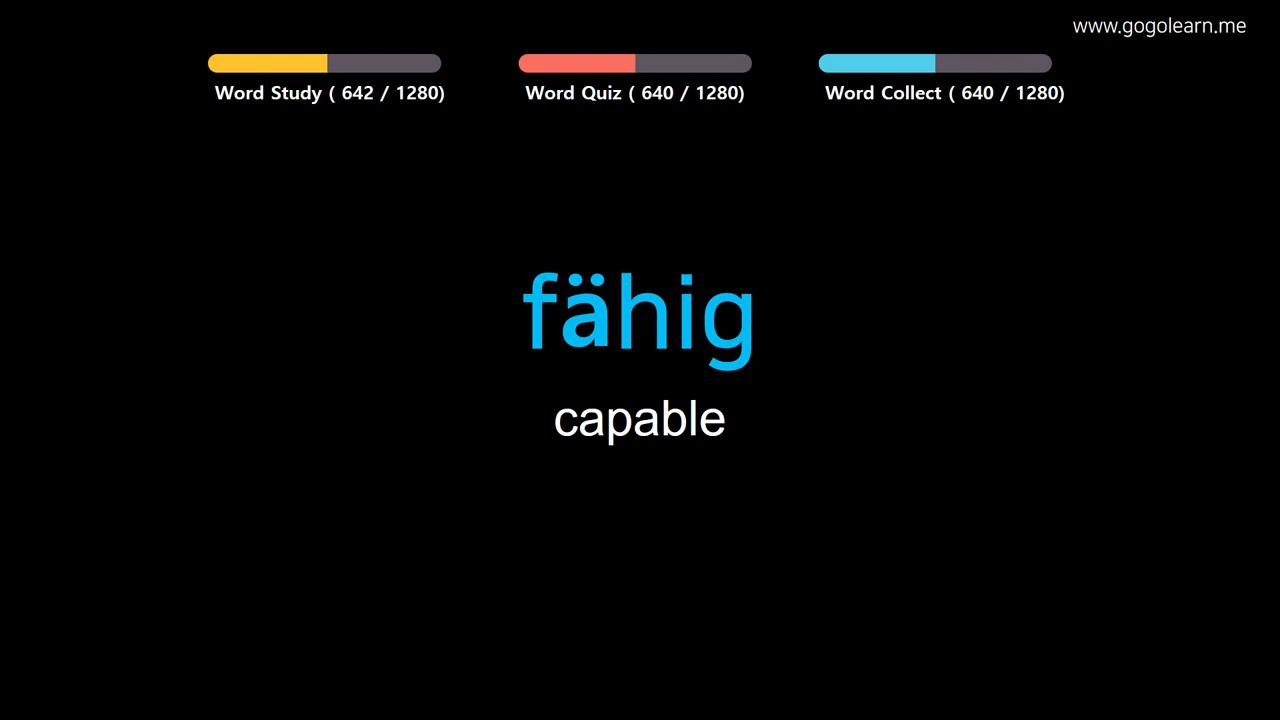 www.gogolearn.me
Word Study ( 642 / 1280)
Word Quiz ( 640 / 1280)
Word Collect ( 640 / 1280)
fähig
capable